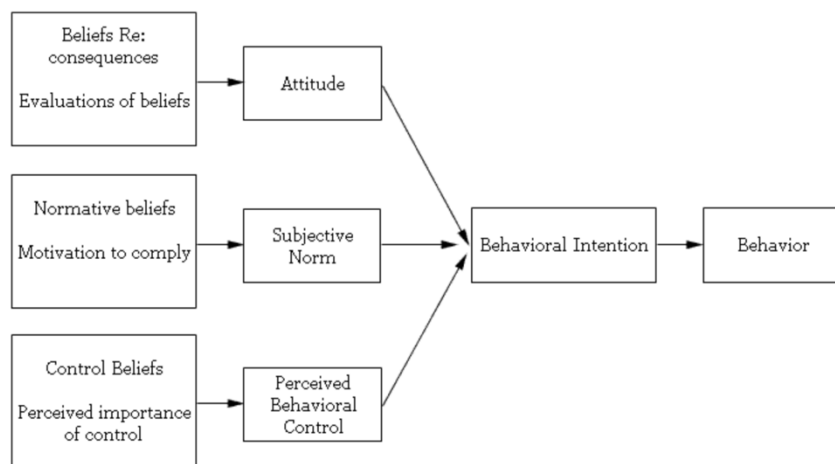 Beliefs Re:
consequences
Evaluations of beliefs
Attitude
Normative beliefs
Motivation to comply
Subjective
Norm
Behavioral Intention
Behavior
Control Beliefs
Perceived importance
of control
Perceived
Behavioral
Control